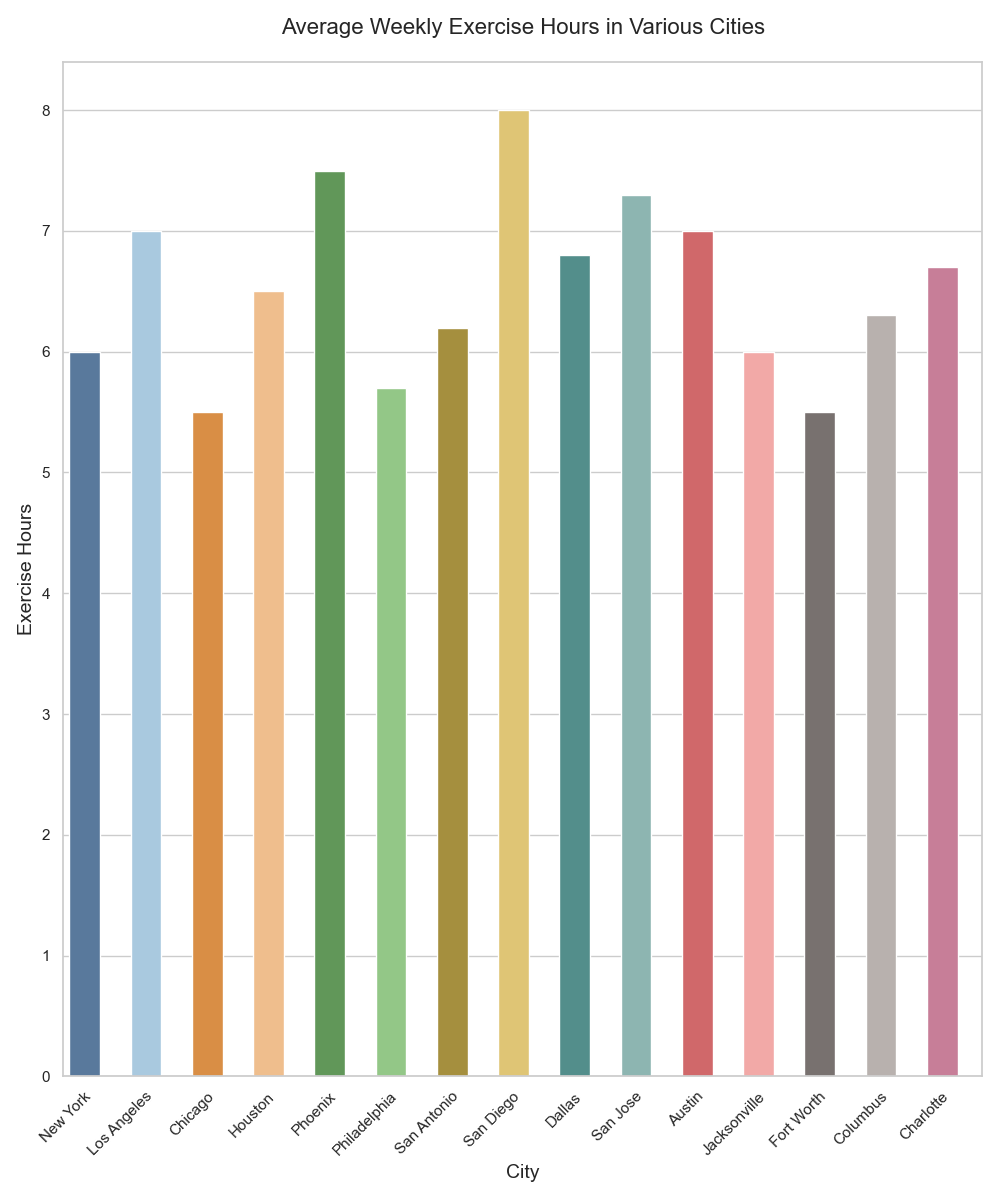 Average Weekly Exercise Hours in Various Cities
8
7
6
5
4
3
2
1
0
Exercise Hours
New York
Los Angeles
Chicago
Houston
Phoenix
Philadelphia
San Antonio
San Diego
Dallas
San Jose
Austin
Jacksonville
Fort Worth
Columbus
Charlotte
City